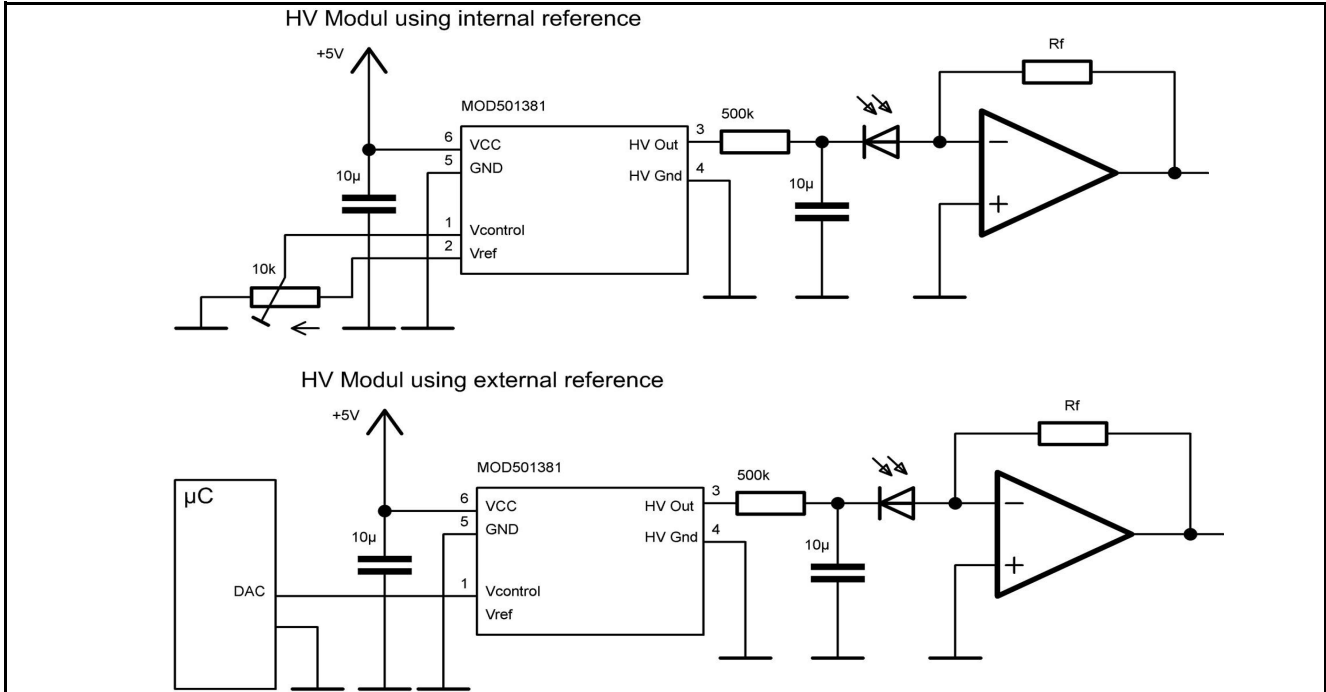 HV Modul using internal reference
+5V
Rf
MOD501381
500k
6 VCC
HV Out 3
5 GND
HV Gnd 4
10µ
10µ
1 Vcontrol
2 Vref
10k
−
+
HV Modul using external reference
+5V
Rf
MOD501381
500k
µC
6 VCC
HV Out 3
5 GND
HV Gnd 4
10µ
10µ
DAC
1 Vcontrol
Vref
−
+